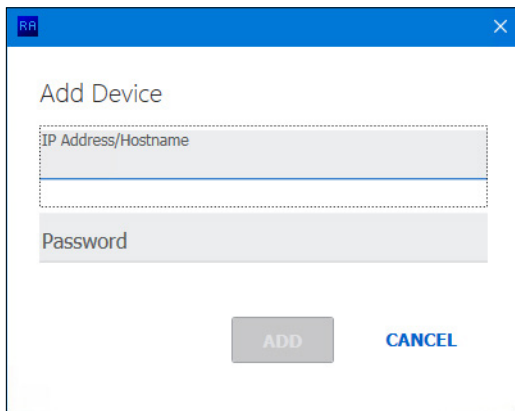 RA
Add Device
IP Address/Hostname
Password
ADD
CANCEL